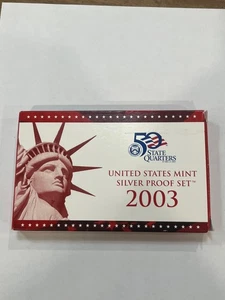 50
STATE
QUARTERS
UNITED STATES MINT
SILVER PROOF SET™
2003